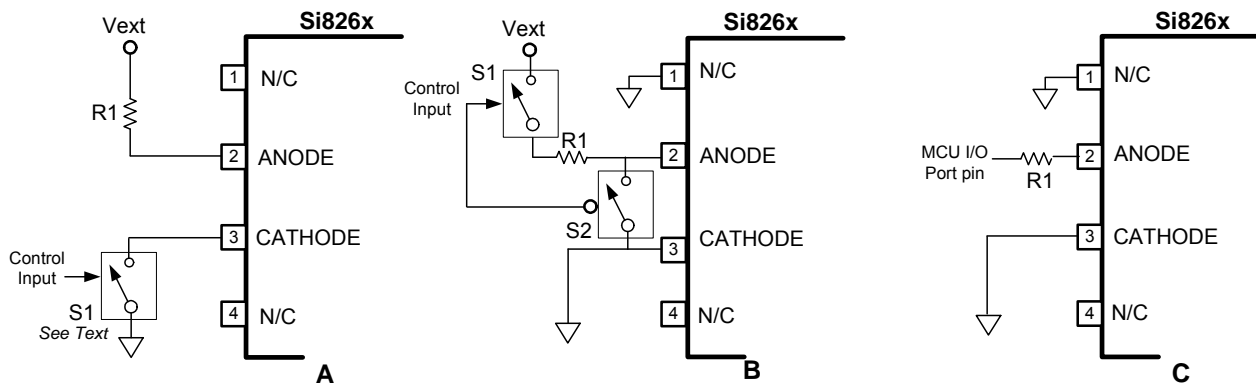 Si826x
Vext
R1
1 N/C
2 ANODE
3 CATHODE
4 N/C
Control
Input
S1
See Text
A
Si826x
Vext
S1
Control
Input
R1
S2
1 N/C
2 ANODE
3 CATHODE
4 N/C
B
Si826x
1 N/C
MCU I/O
Port pin
R1
2 ANODE
3 CATHODE
4 N/C
C